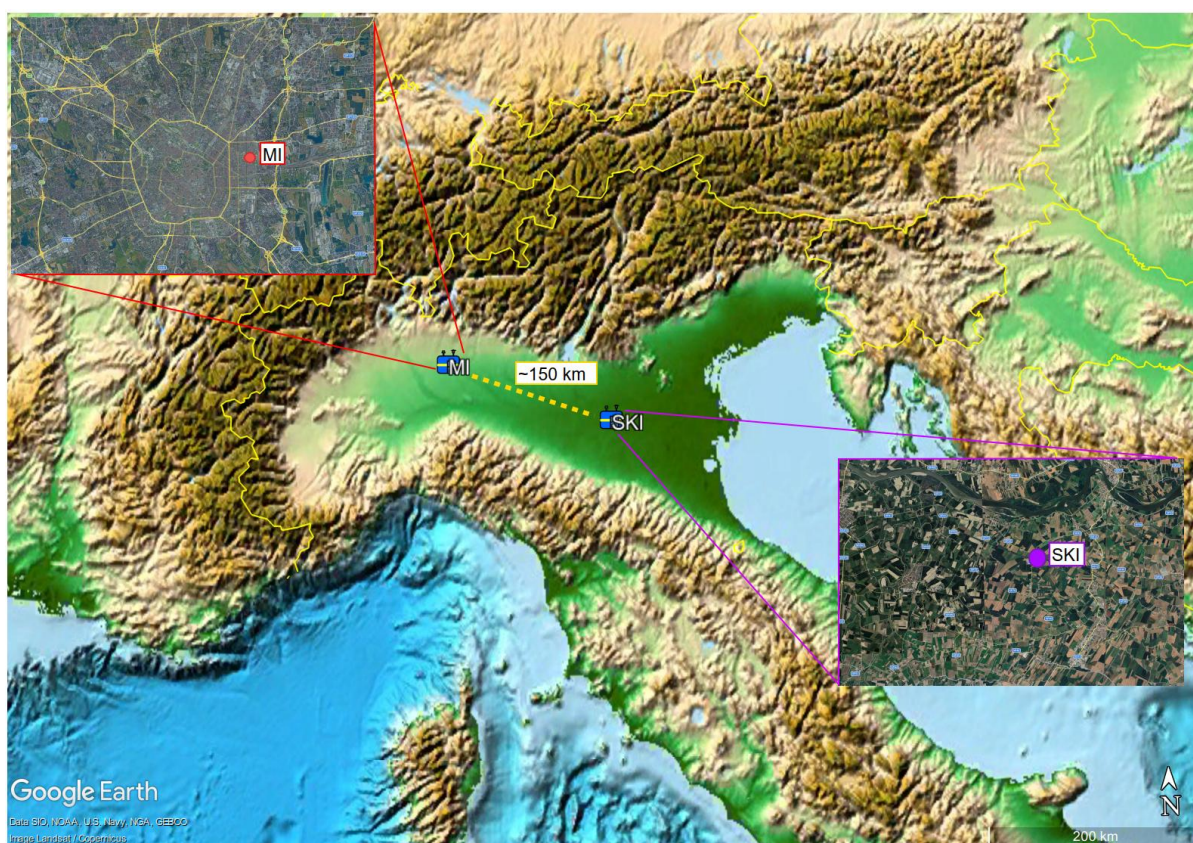 MI
MI
~150 km
SKI
SKI
Google Earth
Data SIO, NOAA, U.S. Navy, NGA, GEBCO
Image Landsat / Copernicus
N
200 km